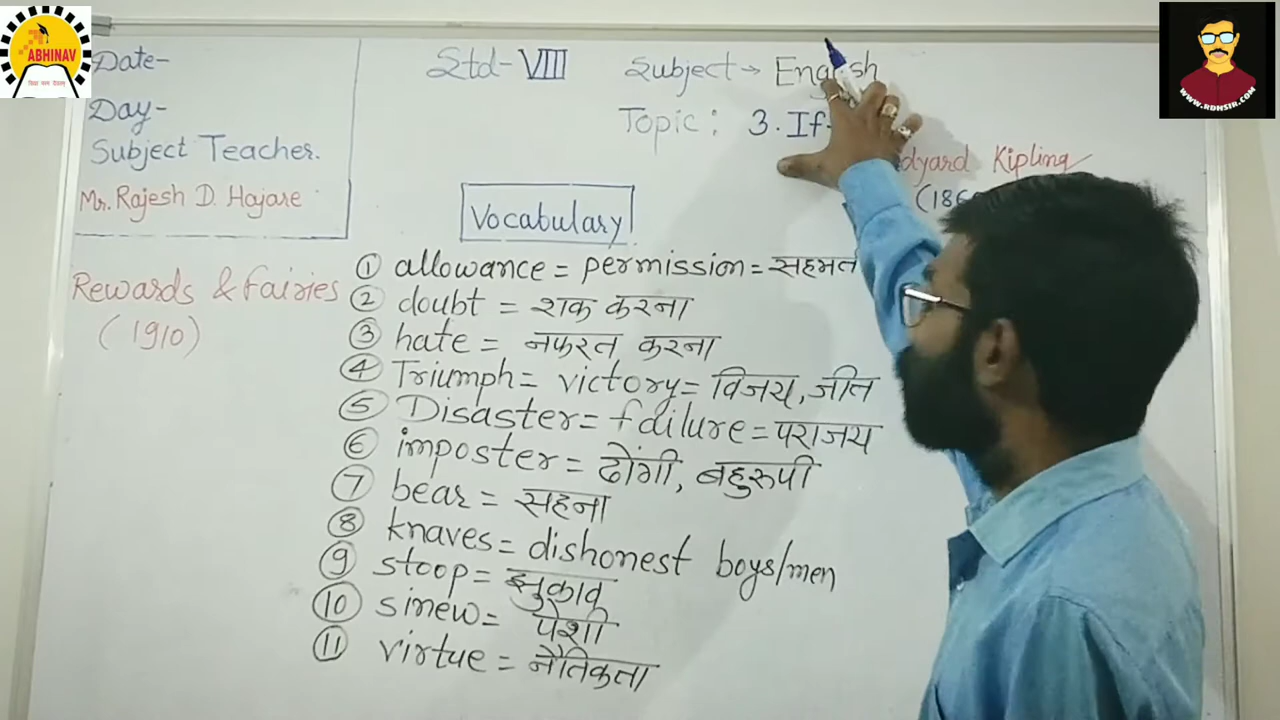 ABHINAV
WWW.RDHSIR.COM
Date-
Day-
Subject Teacher.
Mr. Rajesh D. Hajare
Std-VIII
Subject → English
Topic: 3. If-
Kipling
Vocabulary
Rewards & Fairies
(1910)
① allowance = permission = सहमत
② doubt = शक करना
③ hate = नफरत करना
④ Triumph = victory = विजय, जीत
⑤ Disaster = failure = पराजय
⑥ imposter = ढोंगी, बहुरूपी
⑦ bear = सहना
⑧ knaves = dishonest boys/men
⑨ stoop = झुकाव
⑩ sinew = पेशी
⑪ virtue = नैतिकता